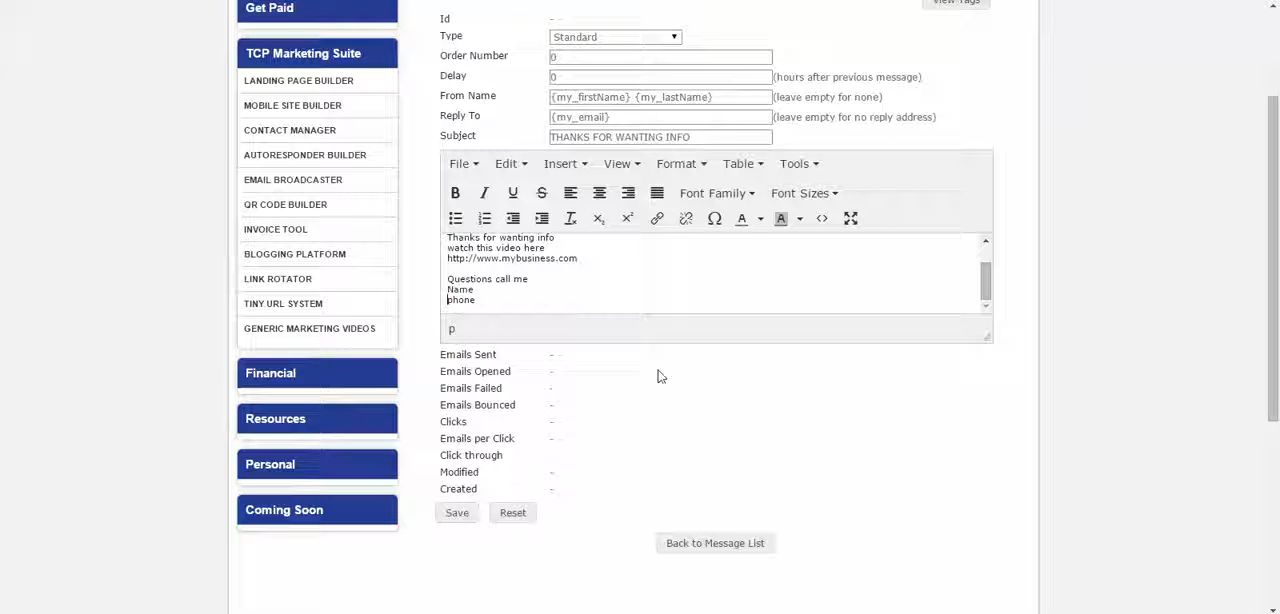 Get Paid
TCP Marketing Suite
LANDING PAGE BUILDER
MOBILE SITE BUILDER
CONTACT MANAGER
AUTORESPONDER BUILDER
EMAIL BROADCASTER
QR CODE BUILDER
INVOICE TOOL
BLOGGING PLATFORM
LINK ROTATOR
TINY URL SYSTEM
GENERIC MARKETING VIDEOS
Financial
Resources
Personal
Coming Soon
View Tags
Id - -
Type Standard
Order Number 0
Delay 0 (hours after previous message)
From Name {my_firstName} {my_lastName} (leave empty for none)
Reply To {my_email} (leave empty for no reply address)
Subject THANKS FOR WANTING INFO
File Edit Insert View Format Table Tools
B I U S Font Family Font Sizes
Ω A A <>
Thanks for wanting info
watch this video here
http://www.mybusiness.com
Questions call me
Name
phone
p
Emails Sent - -
Emails Opened -
Emails Failed -
Emails Bounced -
Clicks -
Emails per Click -
Click through
Modified -
Created -
Save Reset
Back to Message List